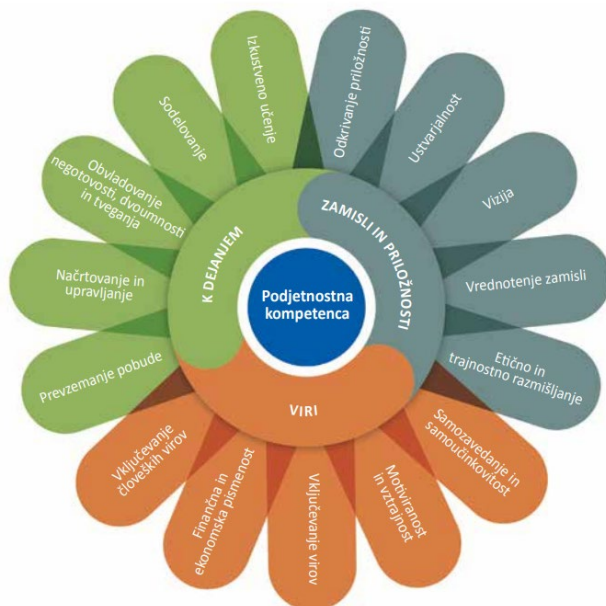 Podjetnostna
kompetenca
ZAMISLI IN PRILOŽNOSTI
Odkrivanje priložnosti
Ustvarjalnost
Vizija
Vrednotenje zamisli
Etično in
trajnostno razmišljanje
VIRI
Samozavedanje in
samoučinkovitost
Motiviranost
in vztrajnost
Vključevanje virov
Finančna in
ekonomska pismenost
Vključevanje
človeških virov
K DEJANJEM
Prevzemanje pobude
Načrtovanje in
upravljanje
Obvladovanje
negotovosti, dvoumnosti
in tveganja
Sodelovanje
Izkustveno učenje